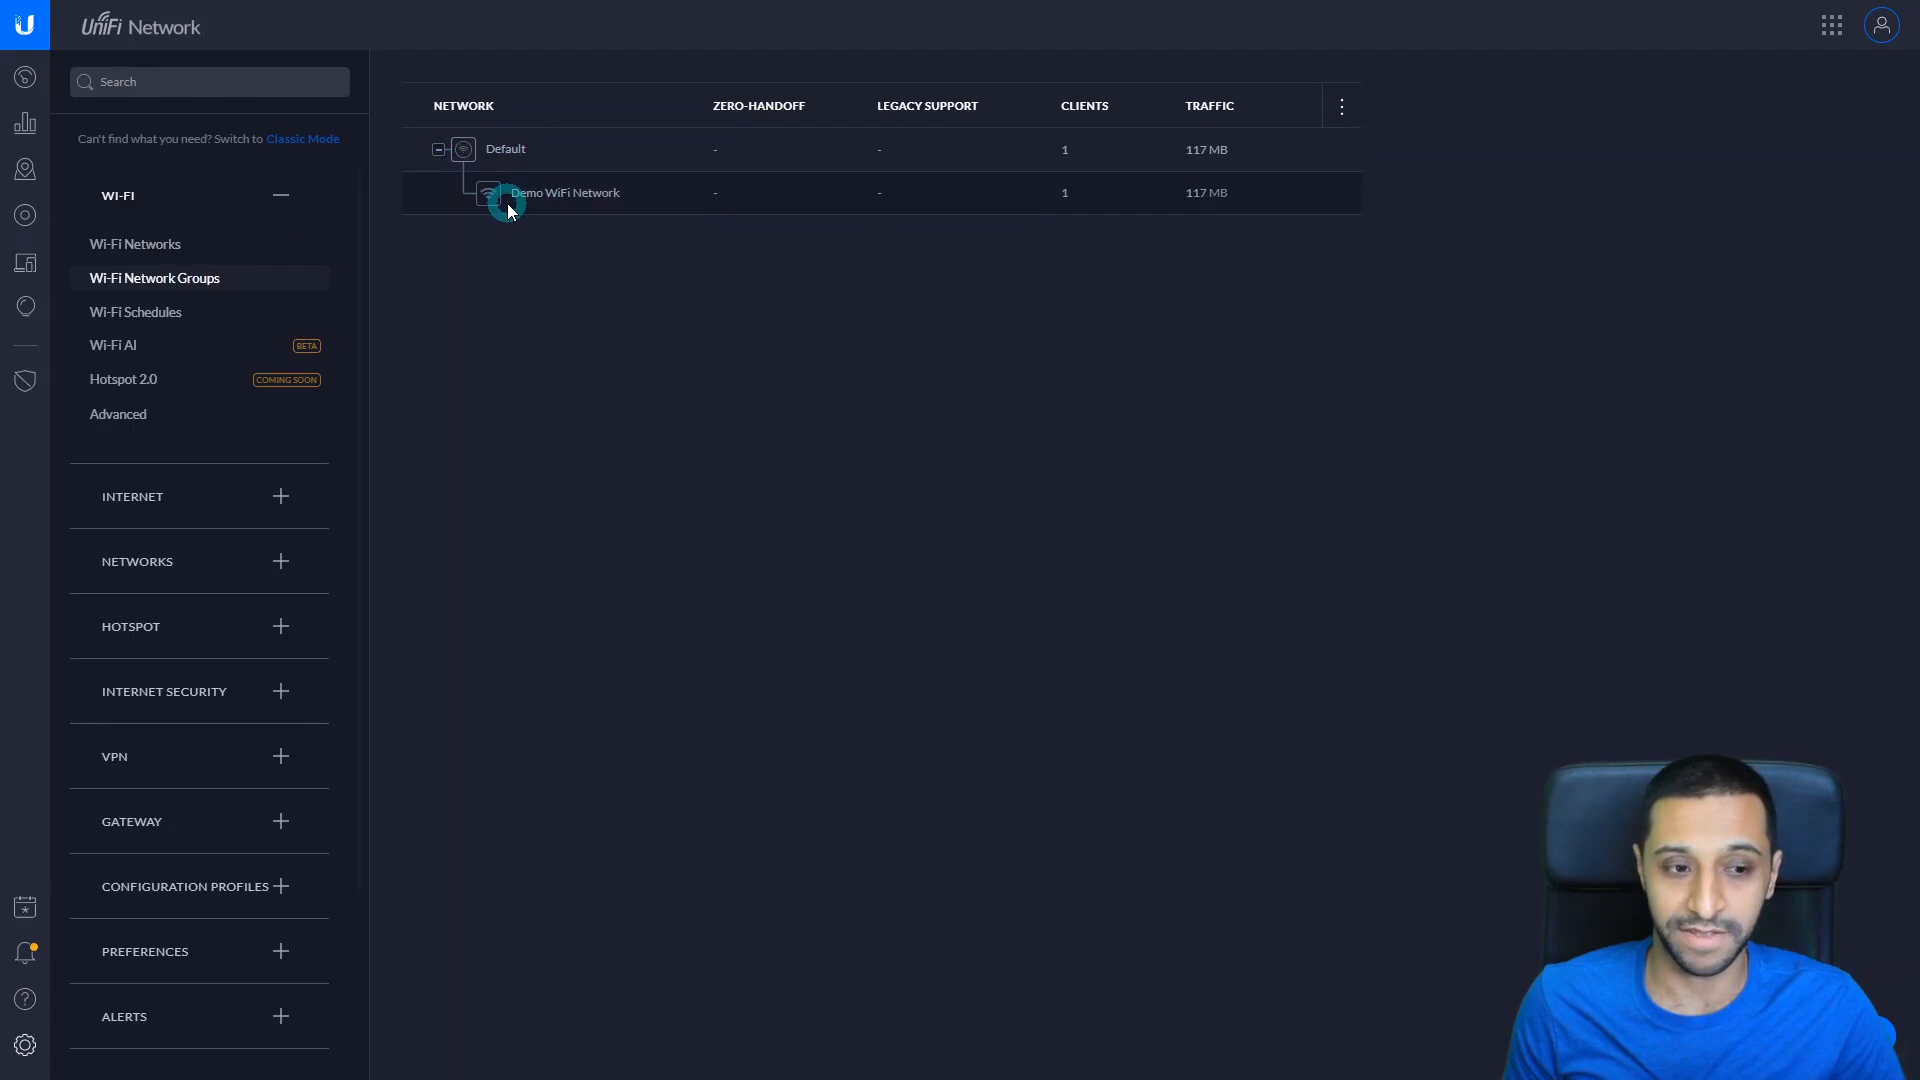 UniFi Network
Search
Can't find what you need? Switch to Classic Mode
WI-FI
Wi-Fi Networks
Wi-Fi Network Groups
Wi-Fi Schedules
Wi-Fi AI BETA
Hotspot 2.0 COMING SOON
Advanced
INTERNET
NETWORKS
HOTSPOT
INTERNET SECURITY
VPN
GATEWAY
CONFIGURATION PROFILES
PREFERENCES
ALERTS
NETWORK ZERO-HANDOFF LEGACY SUPPORT CLIENTS TRAFFIC
Default - - 1 117 MB
Demo WiFi Network - - 1 117 MB